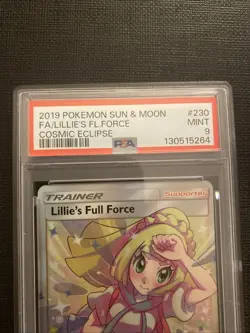 2019 POKEMON SUN & MOON #230
FA/LILLIE'S FL.FORCE MINT
COSMIC ECLIPSE 9
PSA 130515264
TRAINER Supporter
Lillie's Full Force